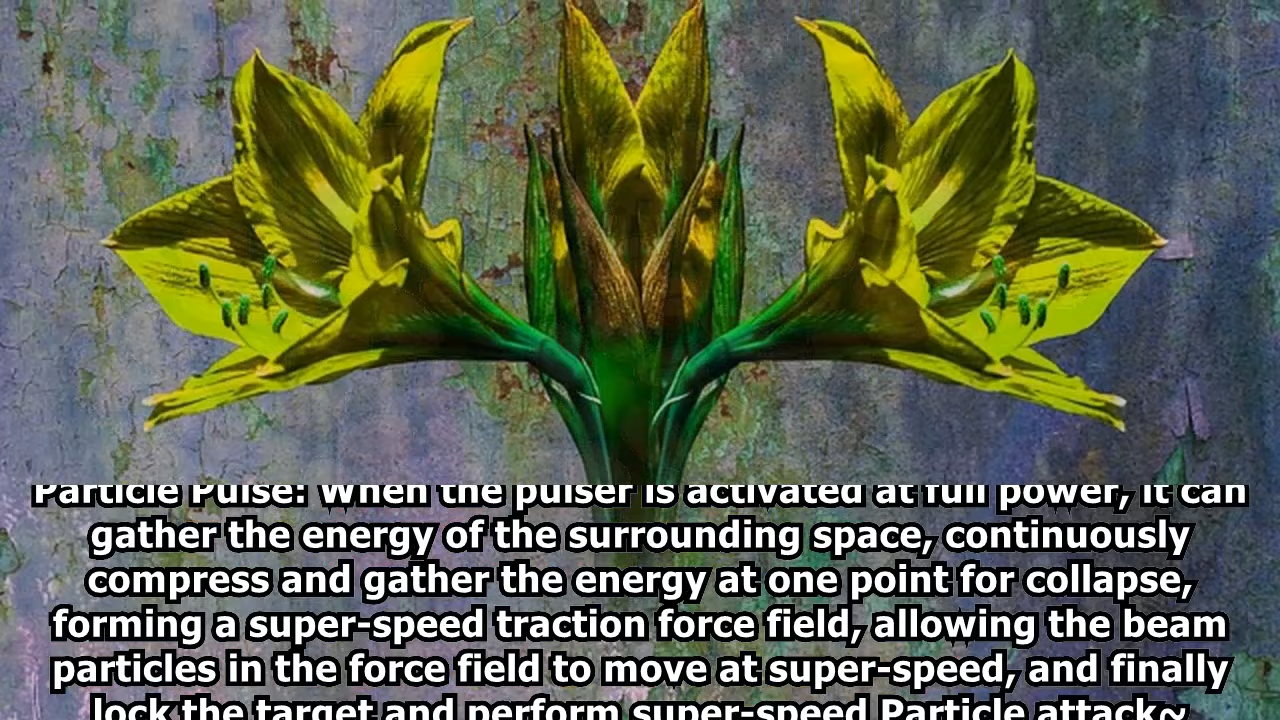 Particle Pulse: When the pulser is activated at full power, it can
gather the energy of the surrounding space, continuously
compress and gather the energy at one point for collapse,
forming a super-speed traction force field, allowing the beam
particles in the force field to move at super-speed, and finally
lock the target and perform super-speed Particle attack~